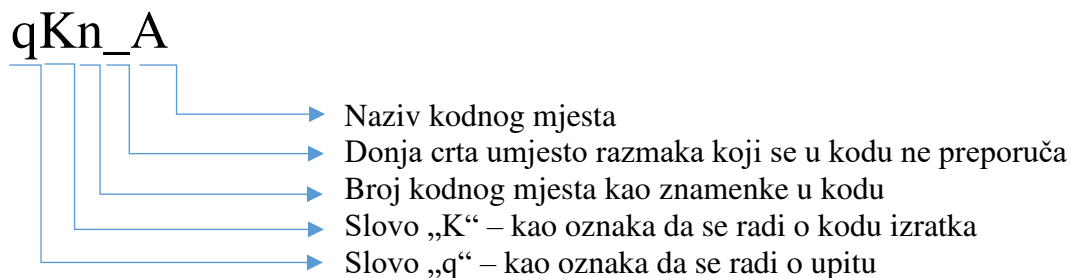 qKn_A
Naziv kodnog mjesta
Donja crta umjesto razmaka koji se u kodu ne preporuča
Broj kodnog mjesta kao znamenke u kodu
Slovo „K“ – kao oznaka da se radi o kodu izratka
Slovo „q“ – kao oznaka da se radi o upitu